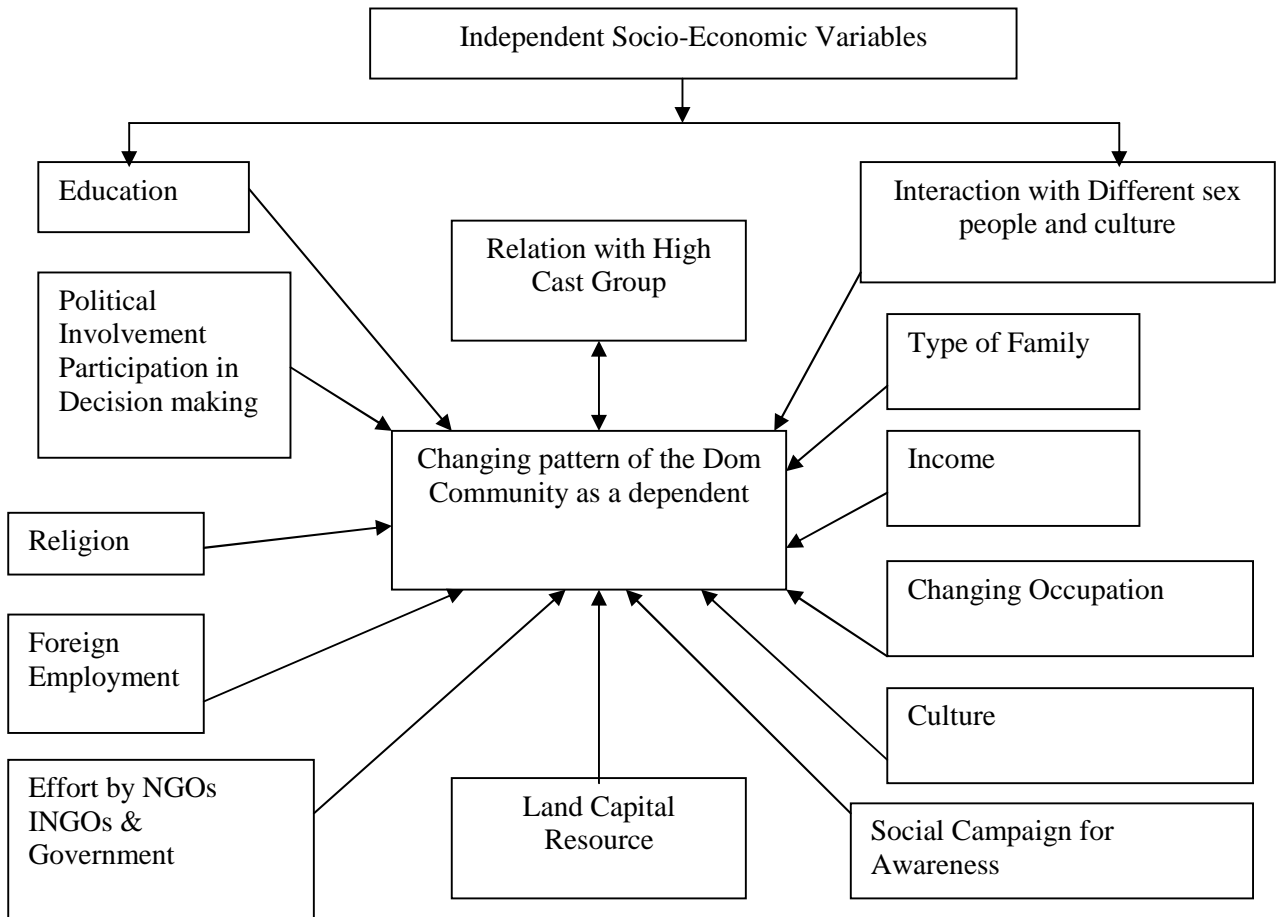 Independent Socio-Economic Variables
Education
Interaction with Different sex
people and culture
Relation with High
Cast Group
Political
Involvement
Participation in
Decision making
Type of Family
Changing pattern of the Dom
Community as a dependent
Income
Religion
Changing Occupation
Foreign
Employment
Culture
Effort by NGOs
INGOs &
Government
Land Capital
Resource
Social Campaign for
Awareness